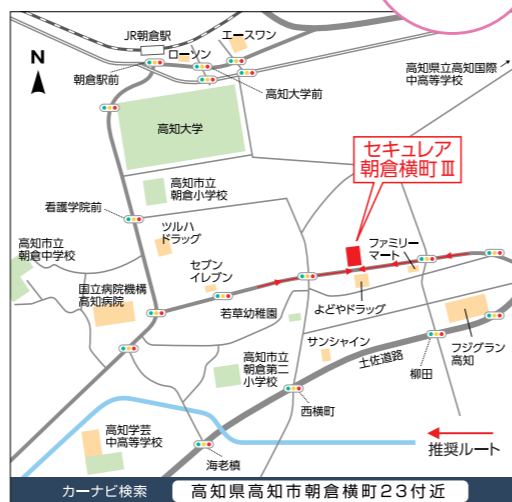 JR朝倉駅
エースワン
ローソン
N
朝倉駅前
高知大学前
高知県立高知国際
中高等学校
高知大学
セキュレア
朝倉横町Ⅲ
高知市立
朝倉小学校
看護学院前
ツルハ
ドラッグ
ファミリー
マート
高知市立
朝倉中学校
セブン
イレブン
国立病院機構
高知病院
若草幼稚園
よどやドラッグ
フジグラン
高知
サンシャイン
土佐道路
柳田
高知市立
朝倉第二
小学校
西横町
高知学芸
中高等学校
海老槙
推奨ルート
カーナビ検索
高知県高知市朝倉横町23付近